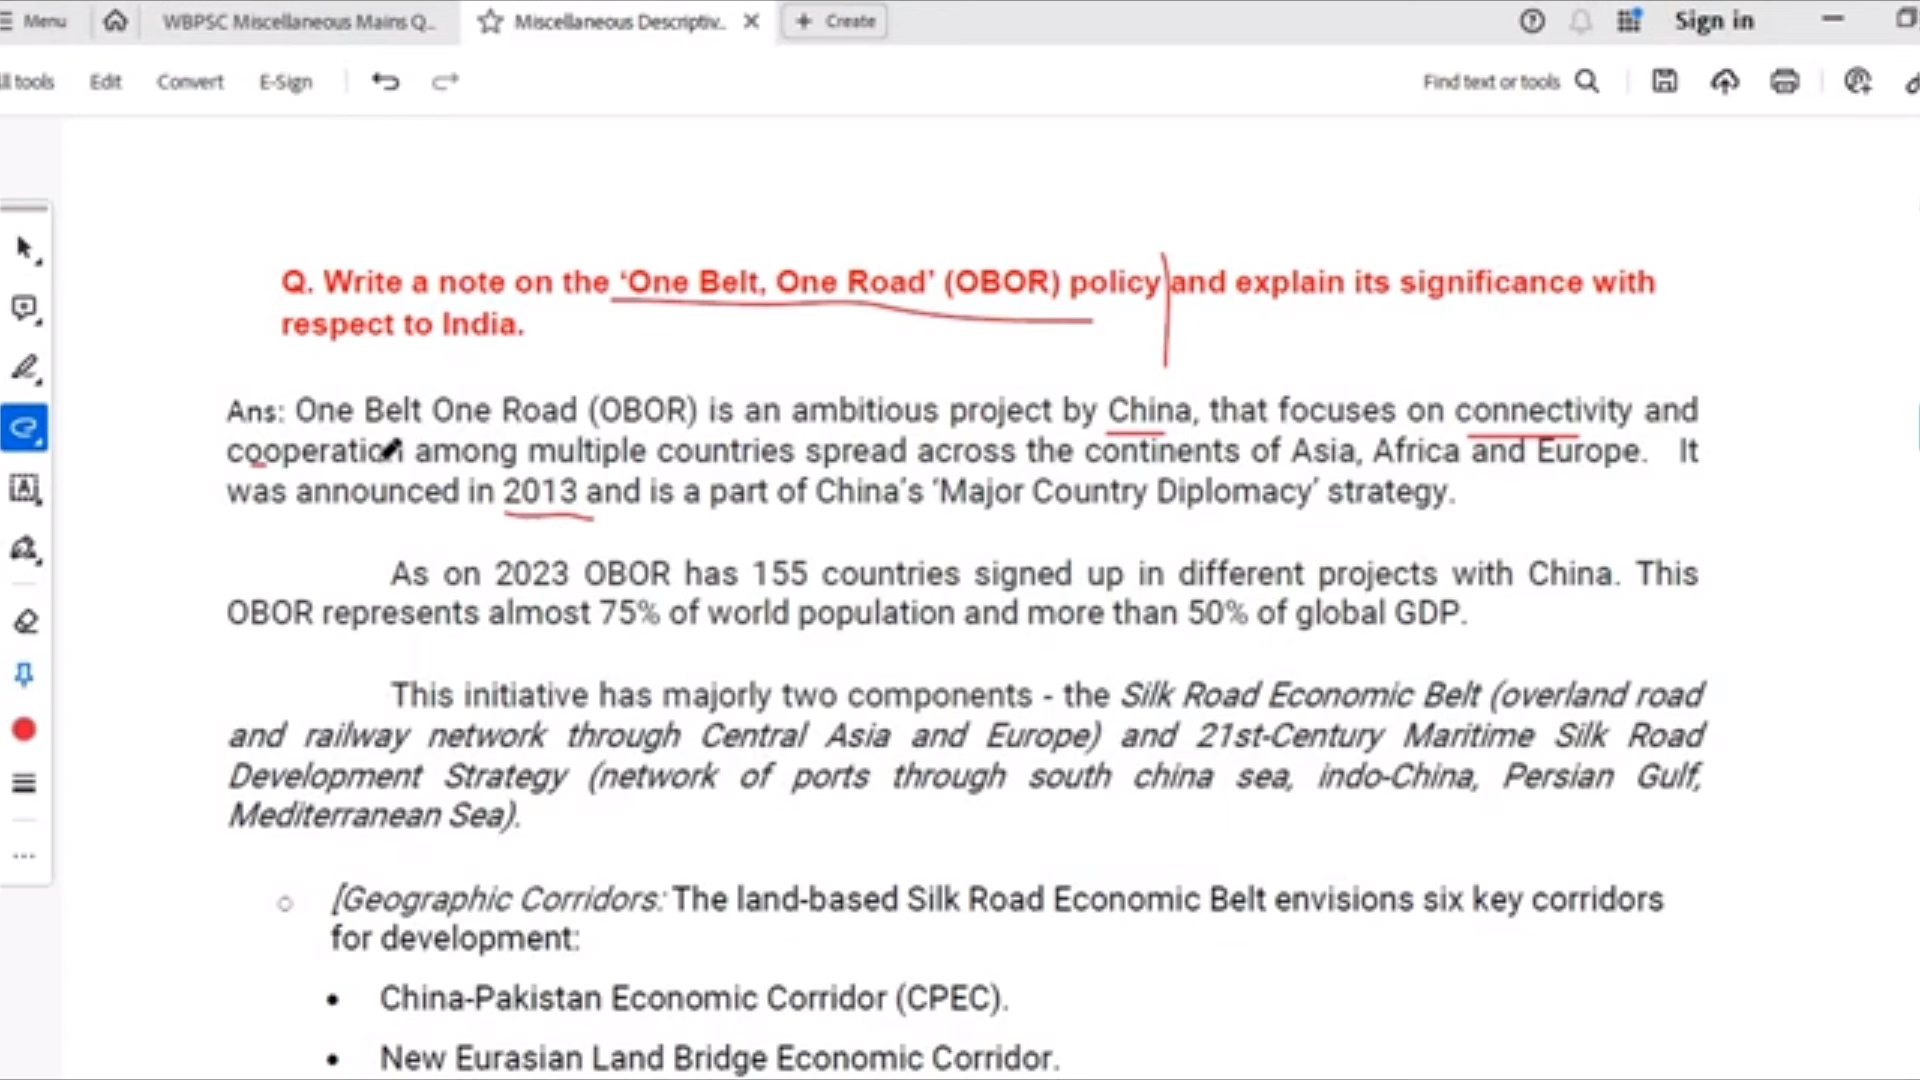 Menu
WBPSC Miscellaneous Mains Q...
Miscellaneous Descriptiv...
Create
Sign in
ll tools
Edit
Convert
E-Sign
Find text or tools
Q. Write a note on the ‘One Belt, One Road’ (OBOR) policy and explain its significance with
respect to India.
Ans: One Belt One Road (OBOR) is an ambitious project by China, that focuses on connectivity and
cooperation among multiple countries spread across the continents of Asia, Africa and Europe. It
was announced in 2013 and is a part of China’s ‘Major Country Diplomacy’ strategy.
As on 2023 OBOR has 155 countries signed up in different projects with China. This
OBOR represents almost 75% of world population and more than 50% of global GDP.
This initiative has majorly two components - the Silk Road Economic Belt (overland road
and railway network through Central Asia and Europe) and 21st-Century Maritime Silk Road
Development Strategy (network of ports through south china sea, indo-China, Persian Gulf,
Mediterranean Sea).
[Geographic Corridors: The land-based Silk Road Economic Belt envisions six key corridors
for development:
China-Pakistan Economic Corridor (CPEC).
New Eurasian Land Bridge Economic Corridor.